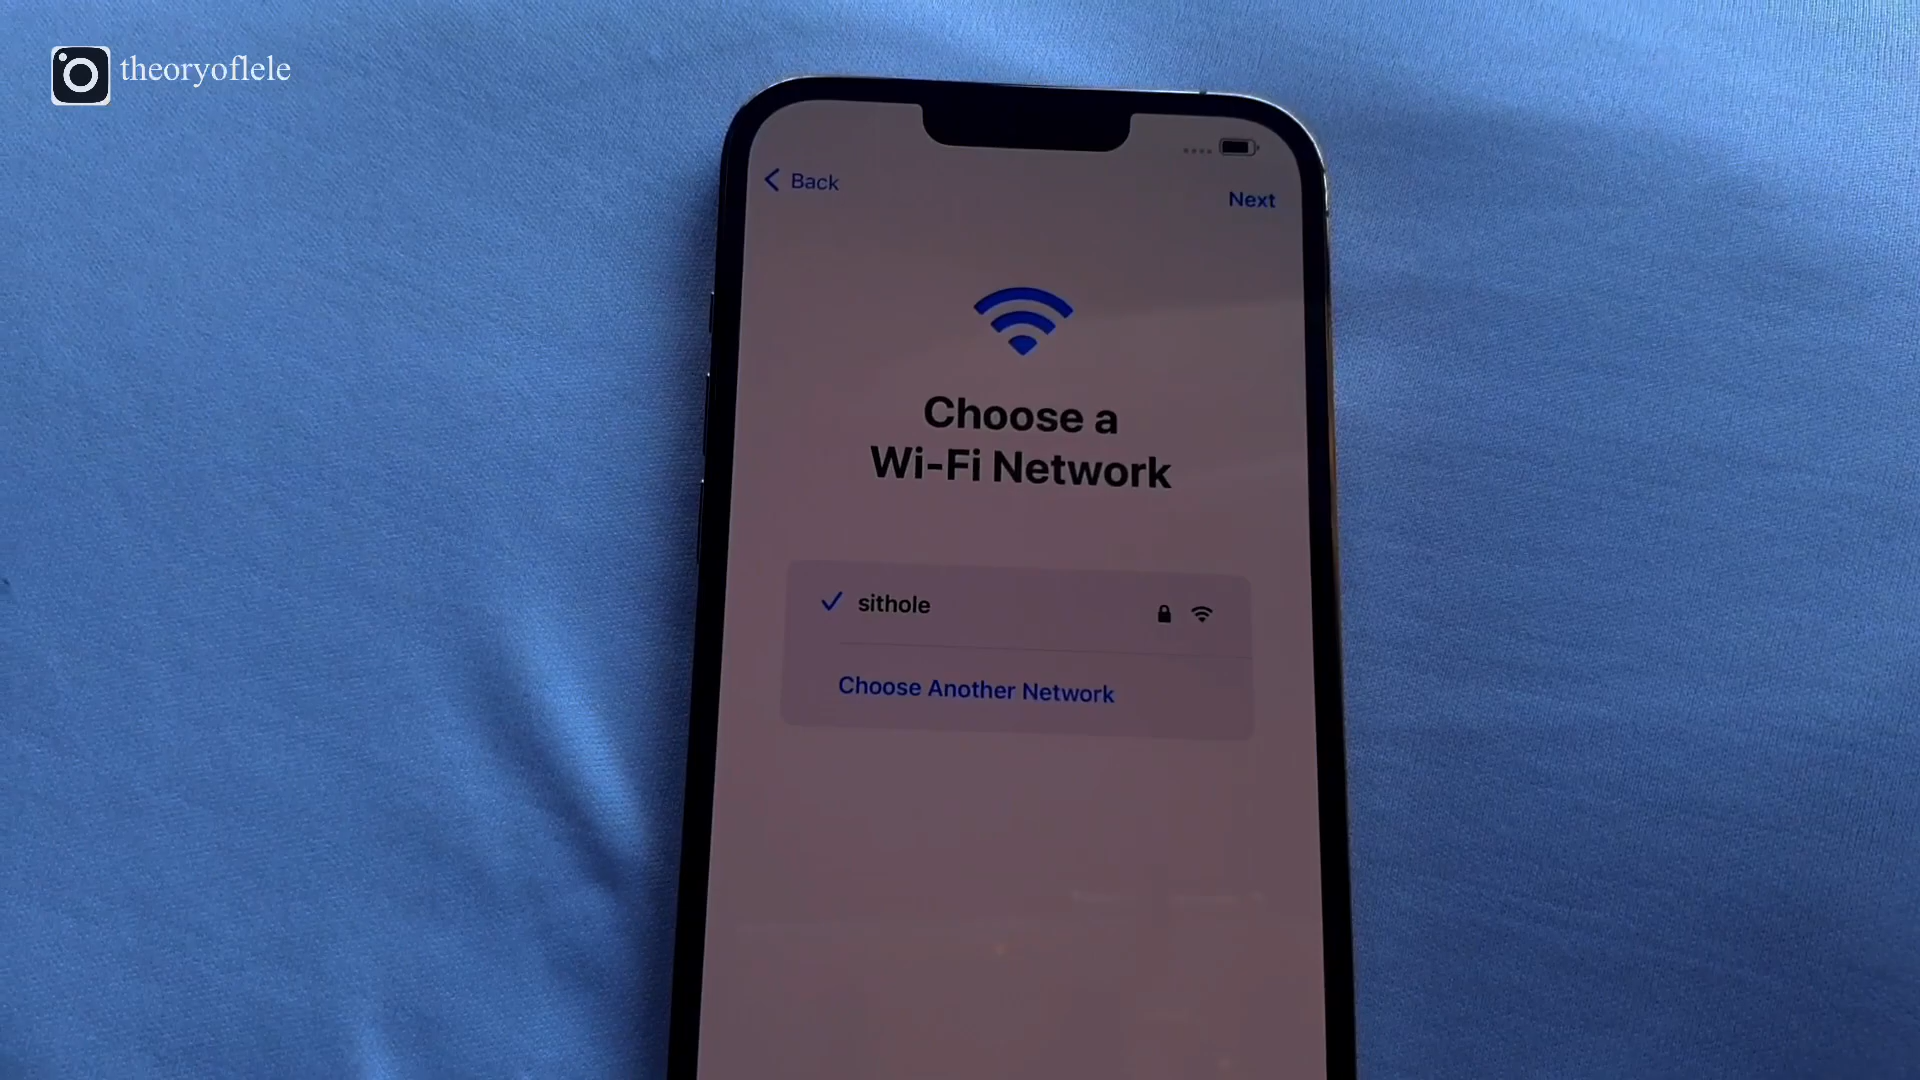 theoryoflele
Back
Next
Choose a
Wi-Fi Network
sithole
Choose Another Network